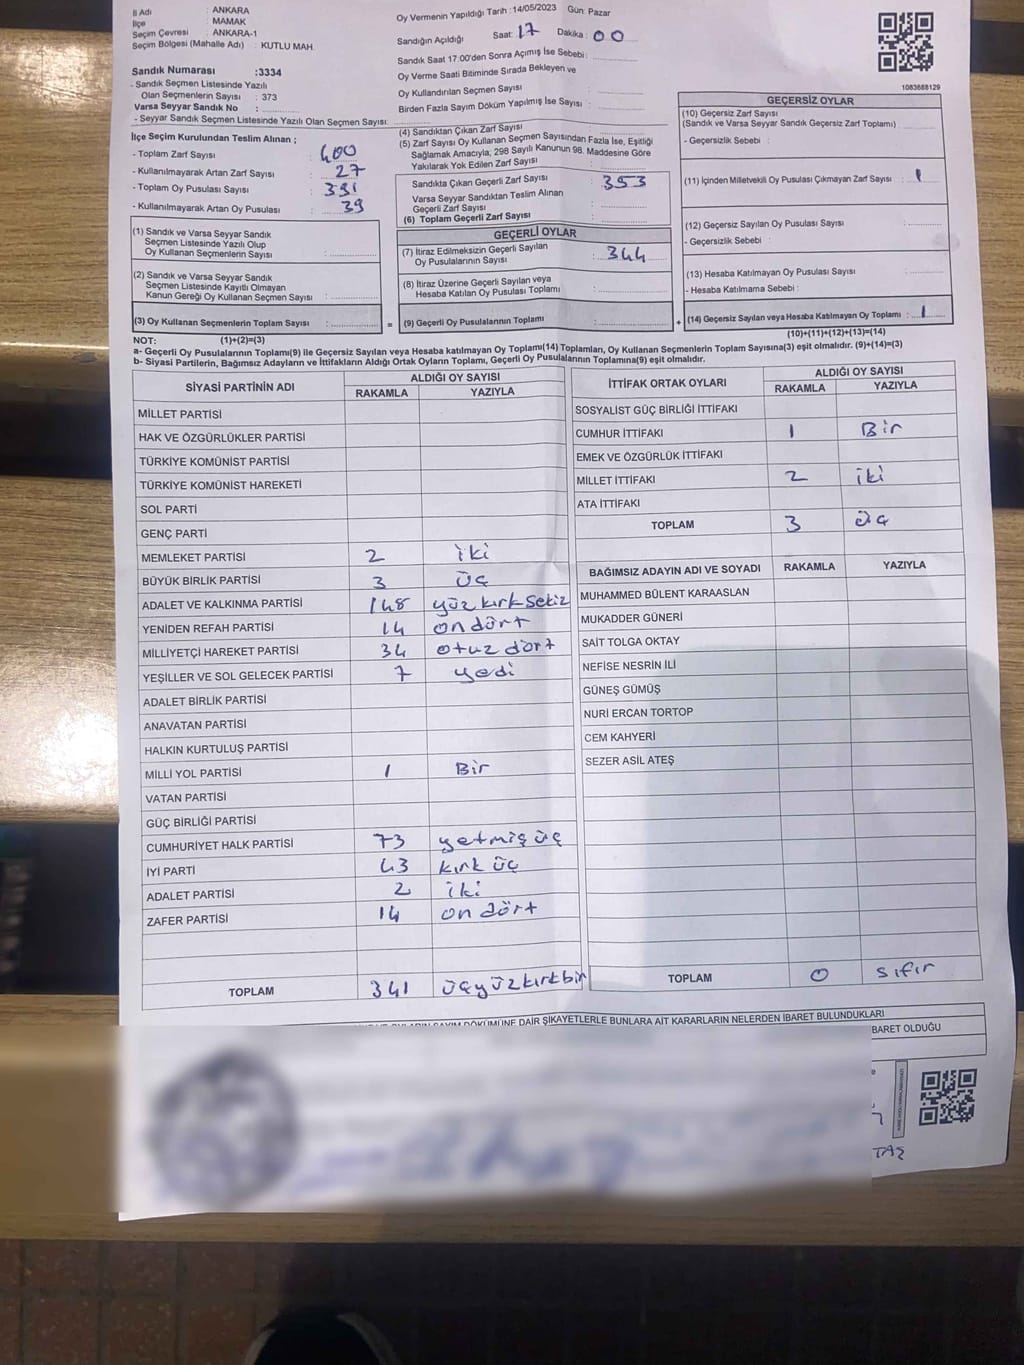 İl Adı : ANKARA
İlçe : MAMAK
Seçim Çevresi : ANKARA-1
Seçim Bölgesi (Mahalle Adı) : KUTLU MAH.
Oy Vermenin Yapıldığı Tarih : 14/05/2023 Gün: Pazar
Sandığın Açıldığı Saat: 17 Dakika: 00
Sandık Saat 17:00'den Sonra Açımış İse Sebebi:
Oy Verme Saati Bitiminde Sırada Bekleyen ve
Oy Kullandırılan Seçmen Sayısı :
Birden Fazla Sayım Döküm Yapılmış İse Sayısı :
1083688129
Sandık Numarası :3334
- Sandık Seçmen Listesinde Yazılı
Olan Seçmenlerin Sayısı : 373
Varsa Seyyar Sandık No :
- Seyyar Sandık Seçmen Listesinde Yazılı Olan Seçmen Sayısı:
İlçe Seçim Kurulundan Teslim Alınan ;
- Toplam Zarf Sayısı : 400
- Kullanılmayarak Artan Zarf Sayısı : 27
- Toplam Oy Pusulası Sayısı : 391
- Kullanılmayarak Artan Oy Pusulası : 39
(4) Sandıktan Çıkan Zarf Sayısı :
(5) Zarf Sayısı Oy Kullanan Seçmen Sayısından Fazla İse, Eşitliği
Sağlamak Amacıyla, 298 Sayılı Kanunun 98. Maddesine Göre
Yakılarak Yok Edilen Zarf Sayısı :
Sandıkta Çıkan Geçerli Zarf Sayısı : 353
Varsa Seyyar Sandıktan Teslim Alınan
Geçerli Zarf Sayısı :
(6) Toplam Geçerli Zarf Sayısı :
GEÇERSİZ OYLAR
(10) Geçersiz Zarf Sayısı
(Sandık ve Varsa Seyyar Sandık Geçersiz Zarf Toplamı)
- Geçersizlik Sebebi :
(11) İçinden Milletvekili Oy Pusulası Çıkmayan Zarf Sayısı : 1
(12) Geçersiz Sayılan Oy Pusulası Sayısı :
- Geçersizlik Sebebi :
(13) Hesaba Katılmayan Oy Pusulası Sayısı :
- Hesaba Katılmama Sebebi :
(14) Geçersiz Sayılan veya Hesaba Katılmayan Oy Toplamı : 1
(10)+(11)+(12)+(13)=(14)
(1) Sandık ve Varsa Seyyar Sandık
Seçmen Listesinde Yazılı Olup
Oy Kullanan Seçmenlerin Sayısı :
(2) Sandık ve Varsa Seyyar Sandık
Seçmen Listesinde Kayıtlı Olmayan
Kanun Gereği Oy Kullanan Seçmen Sayısı :
(3) Oy Kullanan Seçmenlerin Toplam Sayısı :
GEÇERLİ OYLAR
(7) İtiraz Edilmeksizin Geçerli Sayılan
Oy Pusulalarının Sayısı : 344
(8) İtiraz Üzerine Geçerli Sayılan veya
Hesaba Katılan Oy Pusulası Toplamı :
= (9) Geçerli Oy Pusulalarının Toplamı : +
NOT: (1)+(2)=(3)
a- Geçerli Oy Pusulasının Toplamı(9) ile Geçersiz Sayılan veya Hesaba katılmayan Oy Toplamı(14) Toplamları, Oy Kullanan Seçmenlerin Toplam Sayısına(3) eşit olmalıdır. (9)+(14)=(3)
b- Siyasi Partilerin, Bağımsız Adayların ve İttifakların Aldığı Ortak Oyların Toplamı, Geçerli Oy Pusulasının Toplamına(9) eşit olmalıdır.
SİYASİ PARTİNİN ADI ALDIĞI OY SAYISI
RAKAMLA YAZIYLA
MİLLET PARTİSİ
HAK VE ÖZGÜRLÜKLER PARTİSİ
TÜRKİYE KOMÜNİST PARTİSİ
TÜRKİYE KOMÜNİST HAREKETİ
SOL PARTİ
GENÇ PARTİ
MEMLEKET PARTİSİ 2 iki
BÜYÜK BİRLİK PARTİSİ 3 üç
ADALET VE KALKINMA PARTİSİ 148 yüz kırk sekiz
YENİDEN REFAH PARTİSİ 14 on dört
MİLLİYETÇİ HAREKET PARTİSİ 34 otuz dört
YEŞİLLER VE SOL GELECEK PARTİSİ 7 yedi
ADALET BİRLİK PARTİSİ
ANAVATAN PARTİSİ
HALKIN KURTULUŞ PARTİSİ
MİLLİ YOL PARTİSİ 1 Bir
VATAN PARTİSİ
GÜÇ BİRLİĞİ PARTİSİ
CUMHURİYET HALK PARTİSİ 73 yetmiş üç
İYİ PARTİ 43 kırk üç
ADALET PARTİSİ 2 iki
ZAFER PARTİSİ 14 on dört
TOPLAM 341 üçyüzkırkbir
İTTİFAK ORTAK OYLARI ALDIĞI OY SAYISI
RAKAMLA YAZIYLA
SOSYALİST GÜÇ BİRLİĞİ İTTİFAKI
CUMHUR İTTİFAKI 1 Bir
EMEK VE ÖZGÜRLÜK İTTİFAKI
MİLLET İTTİFAKI 2 iki
ATA İTTİFAKI
TOPLAM 3 üç
BAĞIMSIZ ADAYIN ADI VE SOYADI RAKAMLA YAZIYLA
MUHAMMED BÜLENT KARAASLAN
MUKADDER GÜNERİ
SAİT TOLGA OKTAY
NEFİSE NESRİN İLİ
GÜNEŞ GÜMÜŞ
NURİ ERCAN TORTOP
CEM KAHYERİ
SEZER ASİL ATEŞ
TOPLAM 0 sıfır
DÖKÜMÜNE DAİR ŞİKAYETLERLE BUNLARA AİT KARARLARIN NELERDEN İBARET BULUNDUKLARI
BARET OLDUĞU
TAŞ